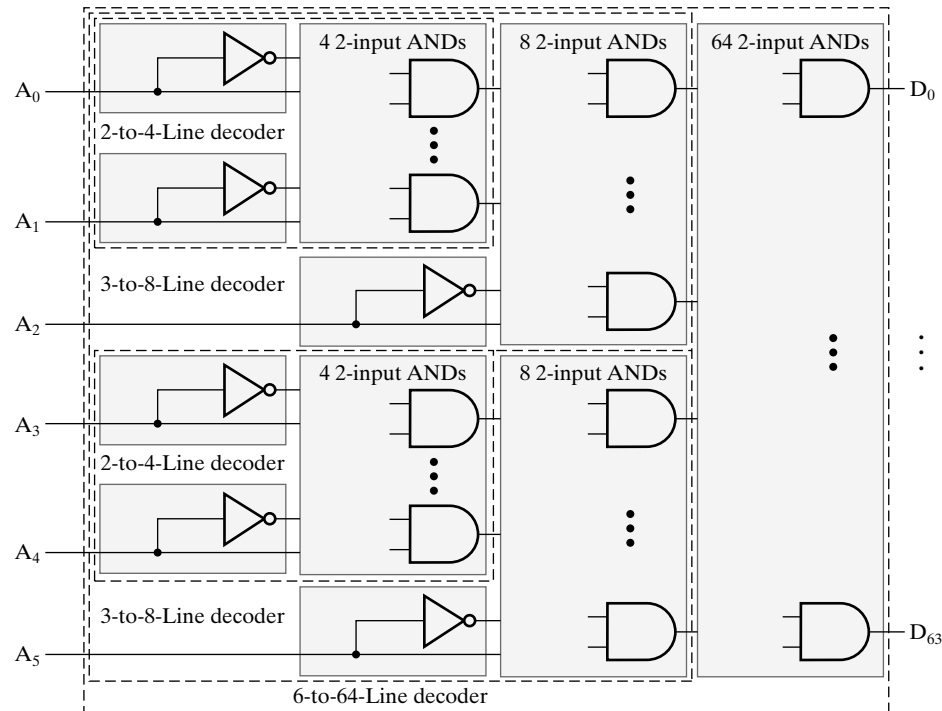 4 2-input ANDs
8 2-input ANDs
64 2-input ANDs
A0
D0
2-to-4-Line decoder
A1
3-to-8-Line decoder
A2
4 2-input ANDs
8 2-input ANDs
A3
2-to-4-Line decoder
A4
3-to-8-Line decoder
D63
A5
6-to-64-Line decoder